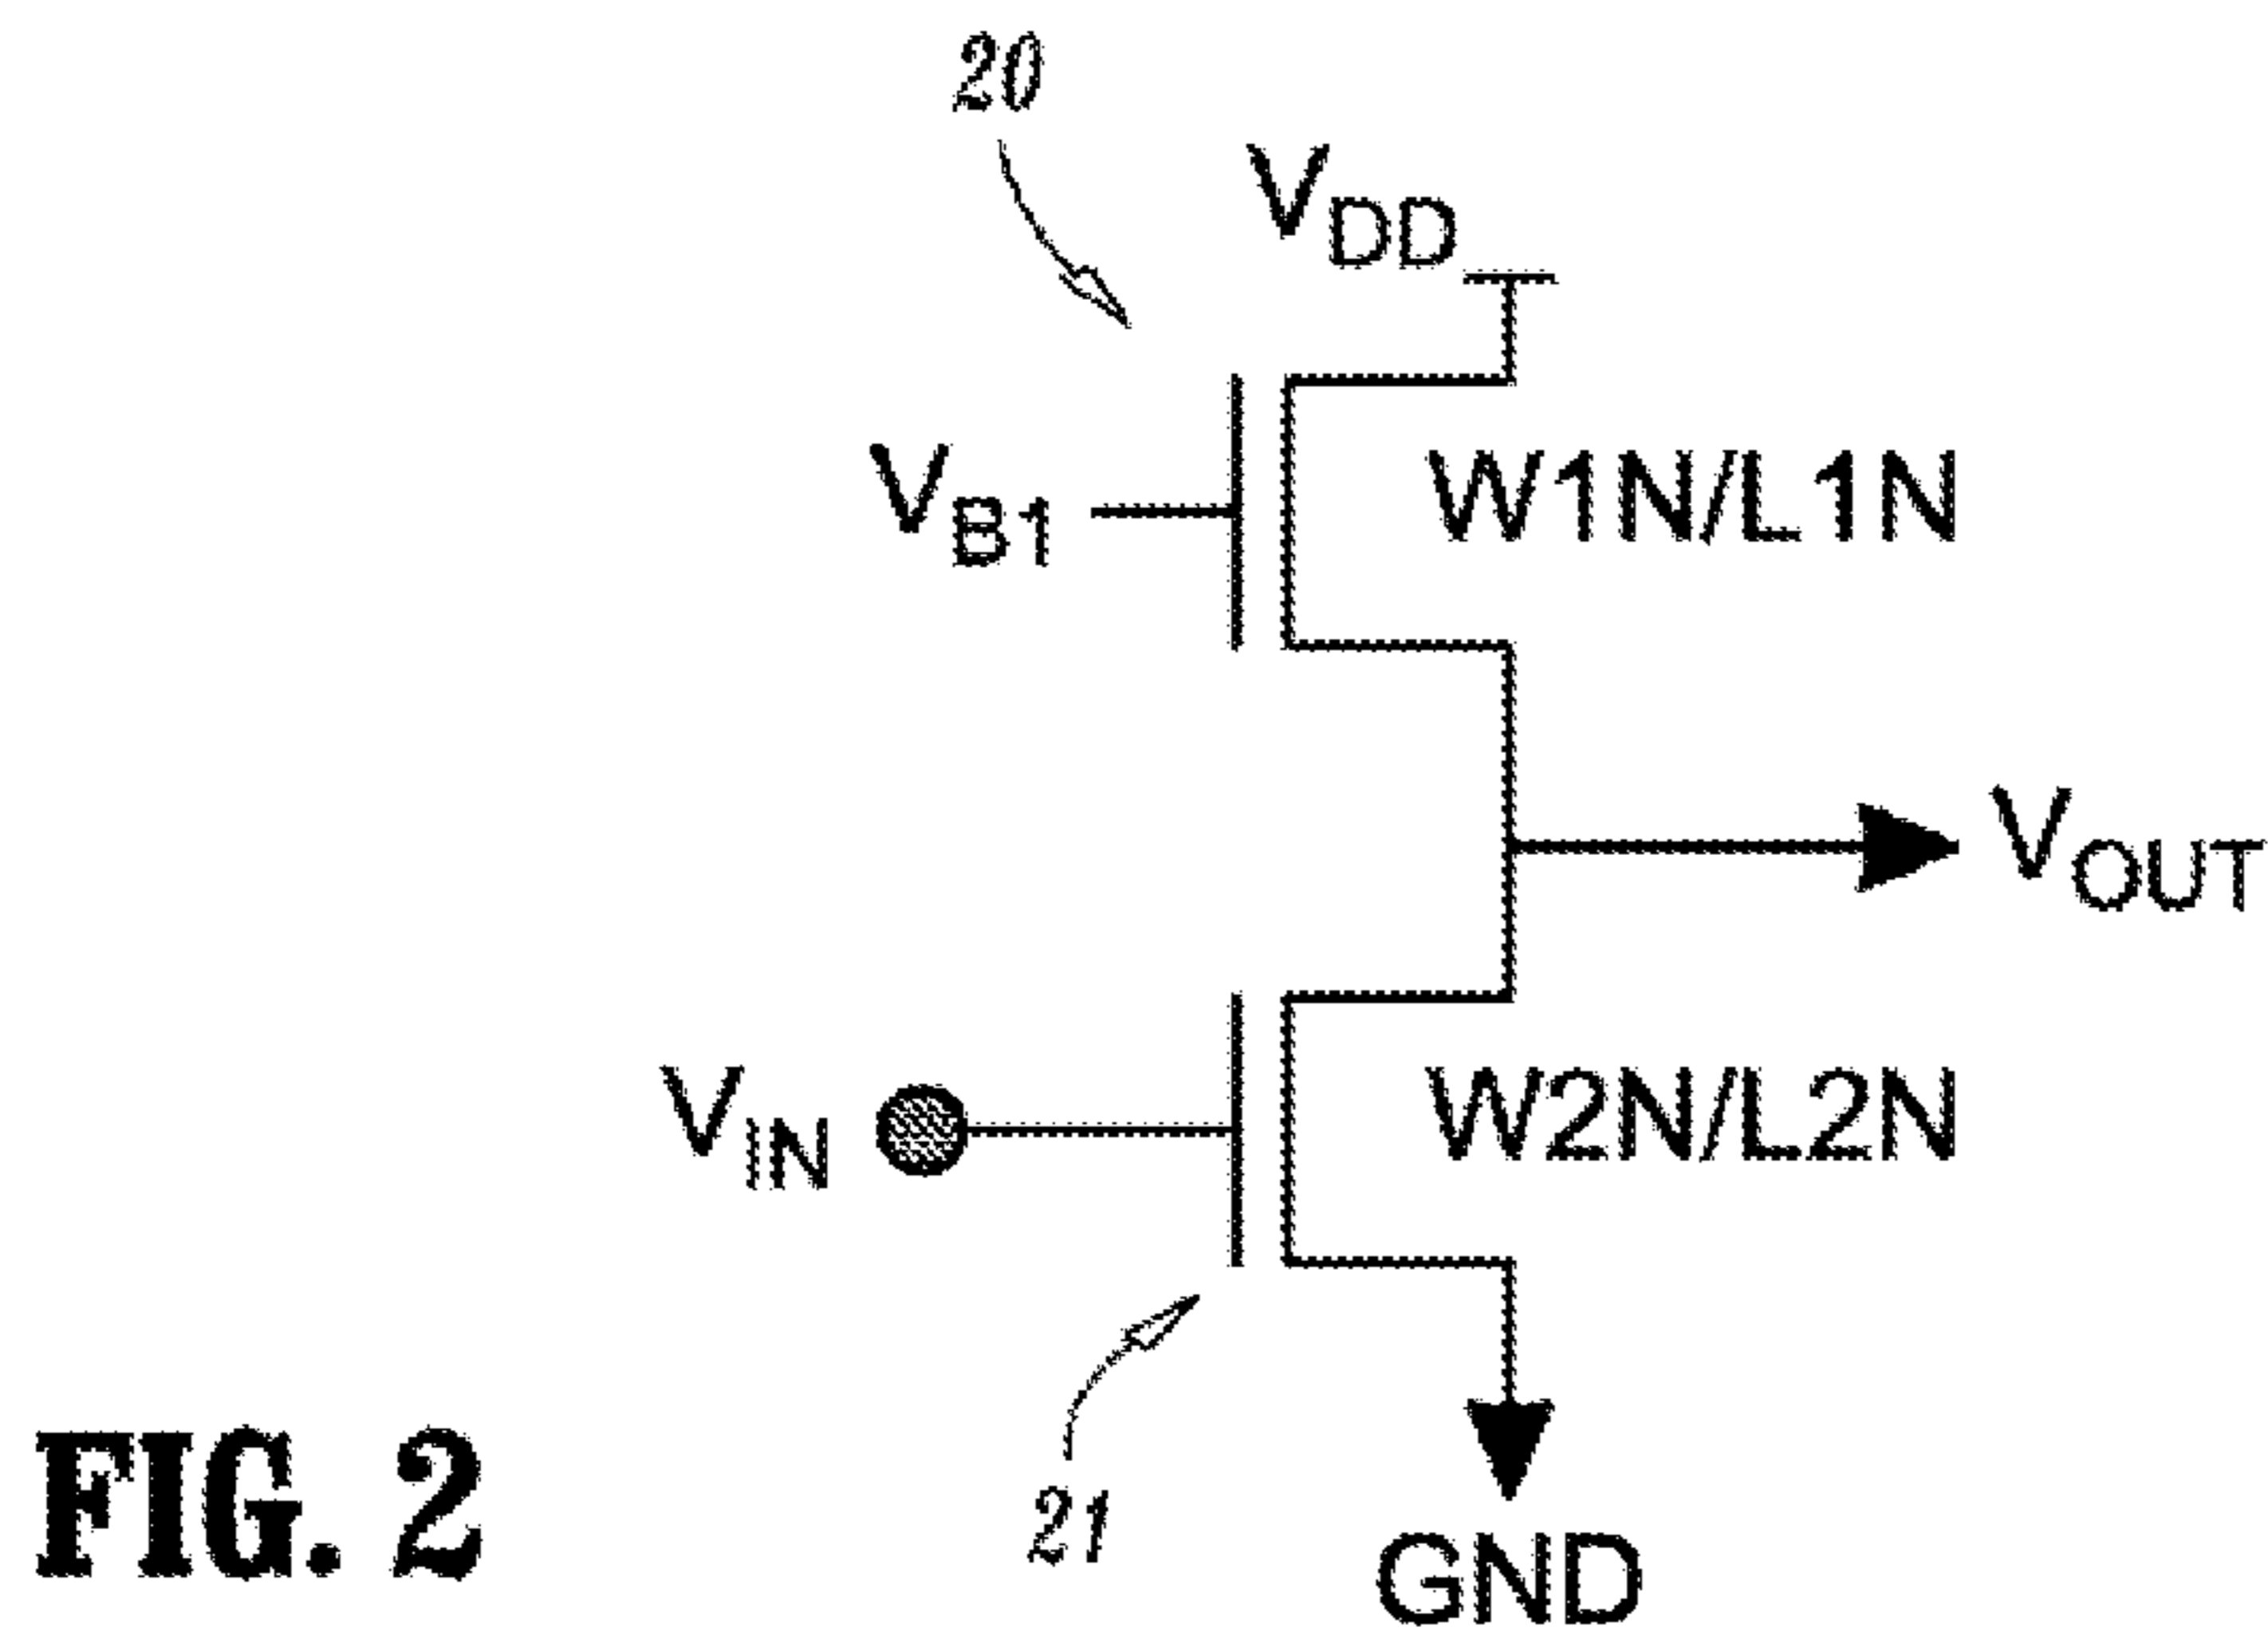 20
VDD
VB1
W1N/L1N
VOUT
VIN
W2N/L2N
21
GND
FIG. 2